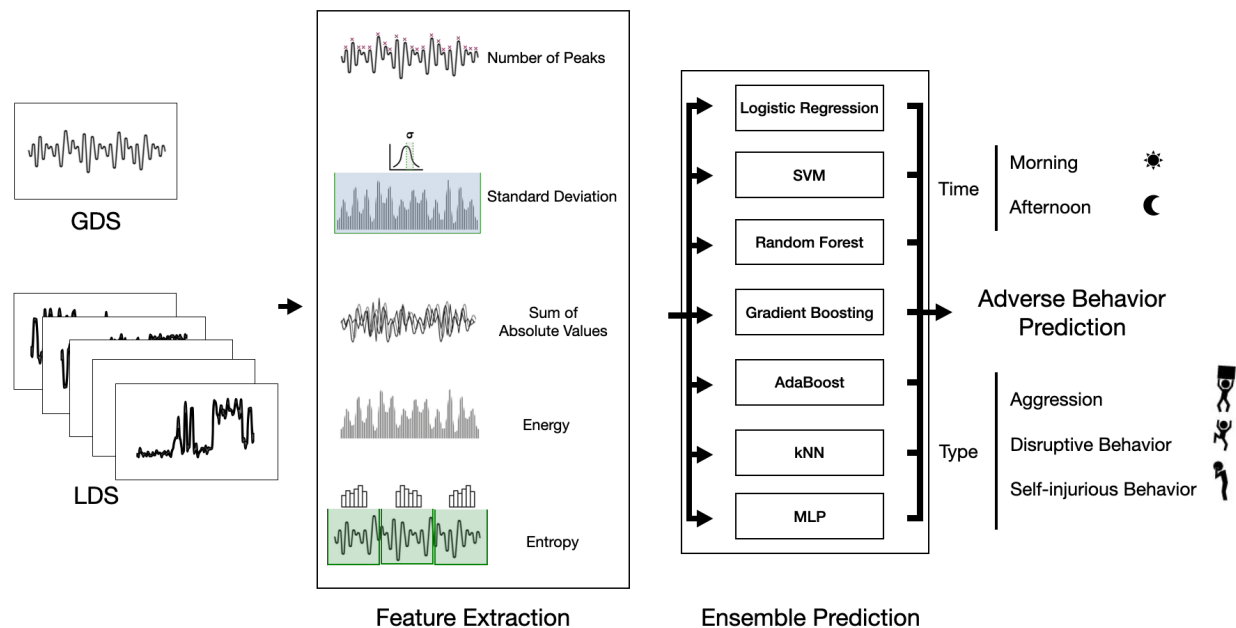 GDS
LDS
Number of Peaks
σ
Standard Deviation
Sum of
Absolute Values
Energy
Entropy
Feature Extraction
Logistic Regression
SVM
Random Forest
Gradient Boosting
AdaBoost
kNN
MLP
Ensemble Prediction
Time
Morning
Afternoon
Adverse Behavior
Prediction
Type
Aggression
Disruptive Behavior
Self-injurious Behavior